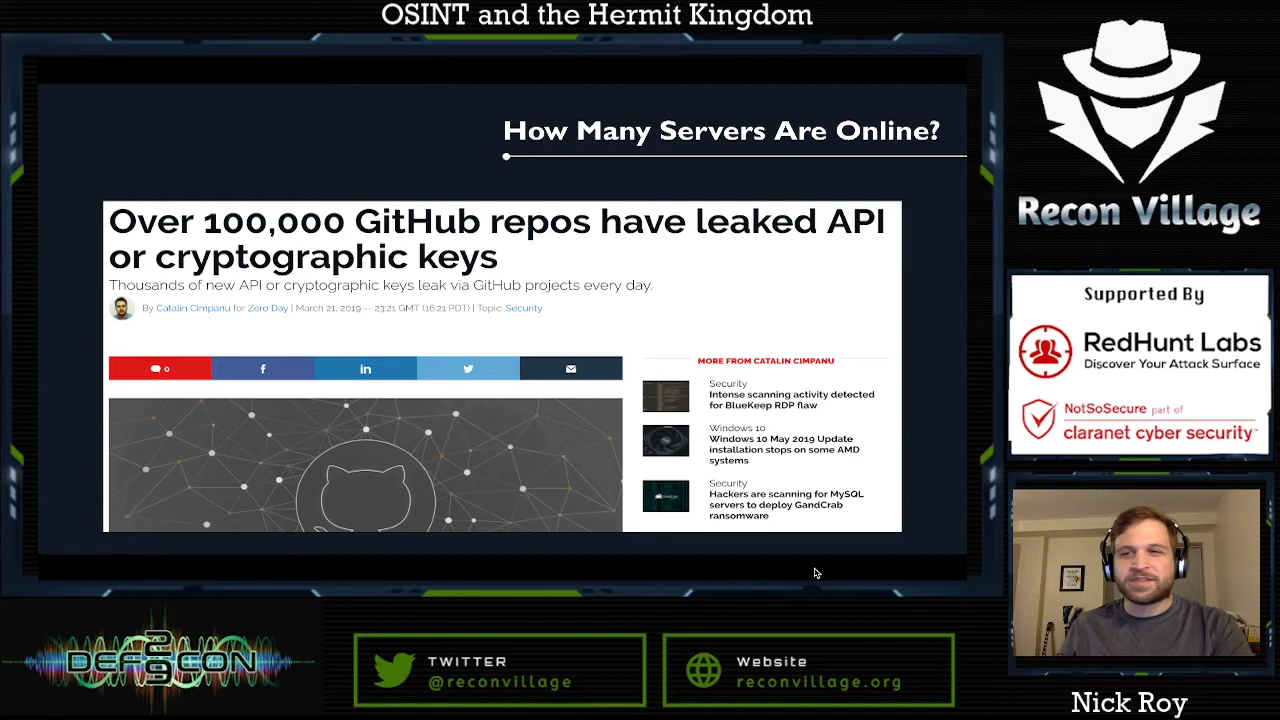 OSINT and the Hermit Kingdom
How Many Servers Are Online?
Over 100,000 GitHub repos have leaked API
or cryptographic keys
Thousands of new API or cryptographic keys leak via GitHub projects every day.
By Catalin Cimpanu for Zero Day | March 21, 2019 -- 23:21 GMT (16:21 PDT) | Topic: Security
0
f
in
MORE FROM CATALIN CIMPANU
Security
Intense scanning activity detected
for BlueKeep RDP flaw
Windows 10
Windows 10 May 2019 Update
installation stops on some AMD
systems
Security
Hackers are scanning for MySQL
servers to deploy GandCrab
ransomware
Recon Village
Supported By
RedHunt Labs
Discover Your Attack Surface
NotSoSecure part of
claranet cyber security™
DEFCON
29
TWITTER
@reconvillage
Website
reconvillage.org
Nick Roy